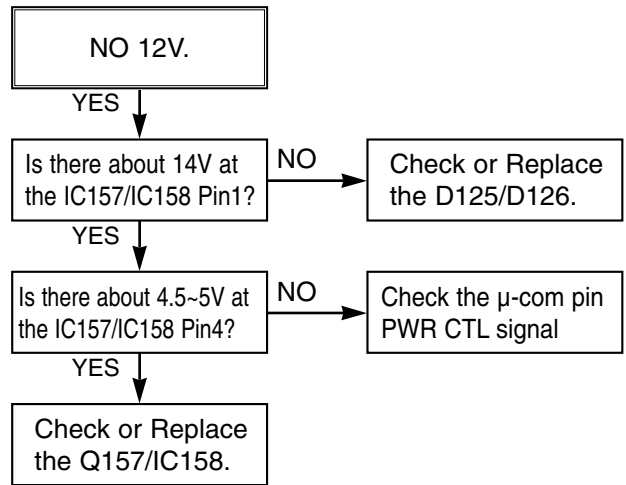 NO 12V.
YES
Is there about 14V at
the IC157/IC158 Pin1?
NO
Check or Replace
the D125/D126.
YES
Is there about 4.5~5V at
the IC157/IC158 Pin4?
NO
Check the µ-com pin
PWR CTL signal
YES
Check or Replace
the Q157/IC158.